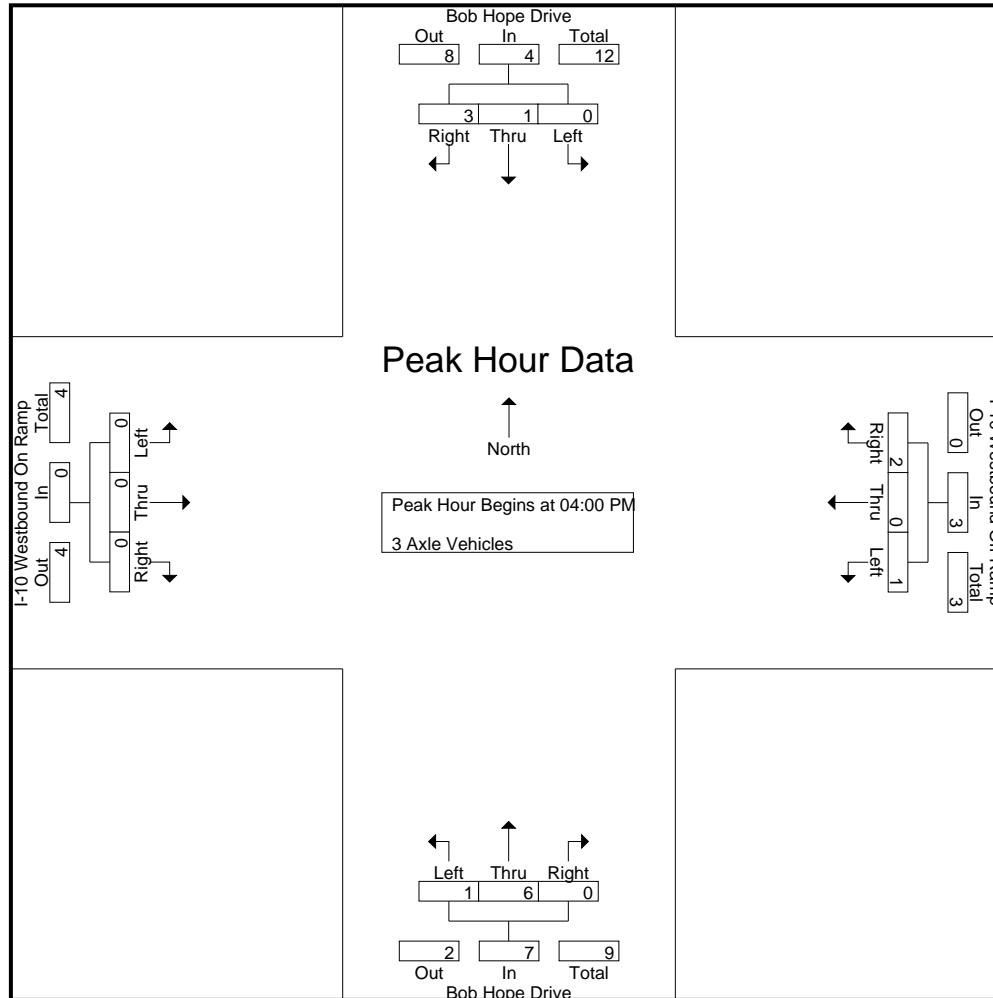 Bob Hope Drive
Out In Total
8 4 12
3 1 0
Right Thru Left
Peak Hour Data
North
Peak Hour Begins at 04:00 PM
3 Axle Vehicles
I-10 Westbound On Ramp
Total In Out
4 0 4
0 0 0
Left Thru Right
Westbound
Out In Total
0 3 3
2 0 1
Right Thru Left
Left Thru Right
1 6 0
2 7 9
Out In Total
Bob Hope Drive